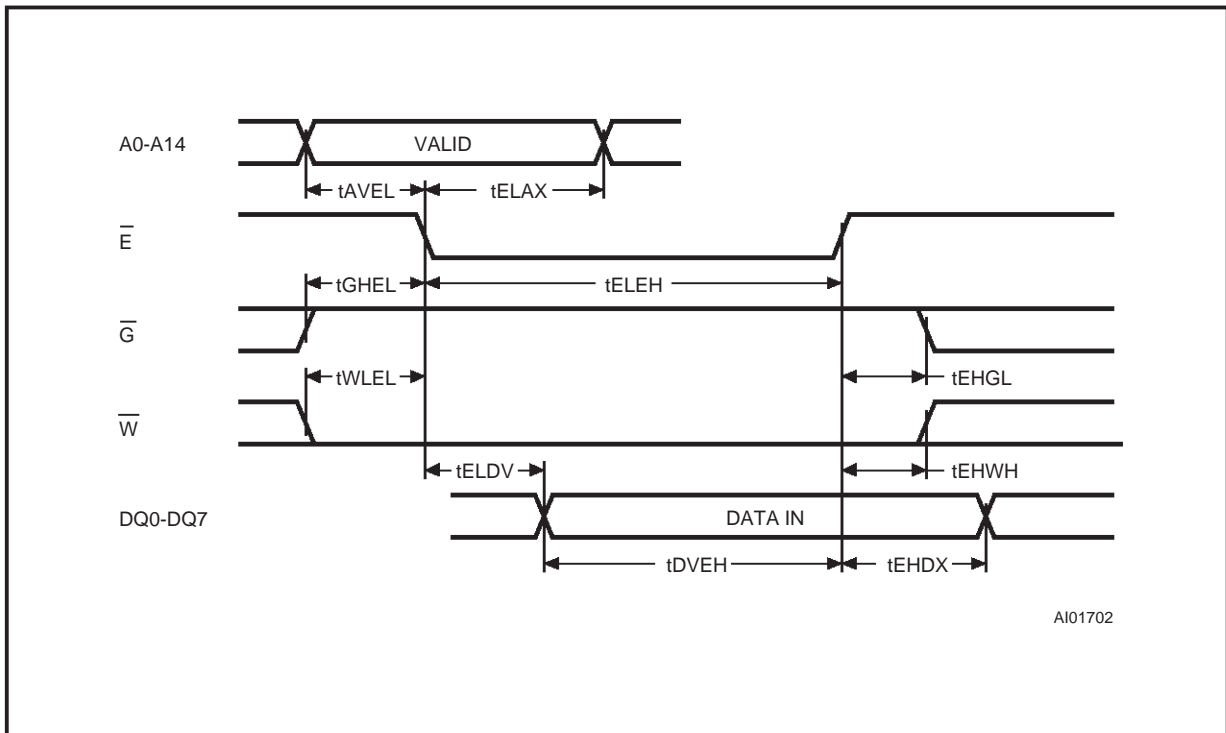 A0-A14
VALID
tAVEL
tELAX
E̅
tGHEL
tELEH
G̅
tWLEL
tEHGL
W̅
tELDV
tEHWH
DQ0-DQ7
DATA IN
tDVEH
tEHDX
AI01702